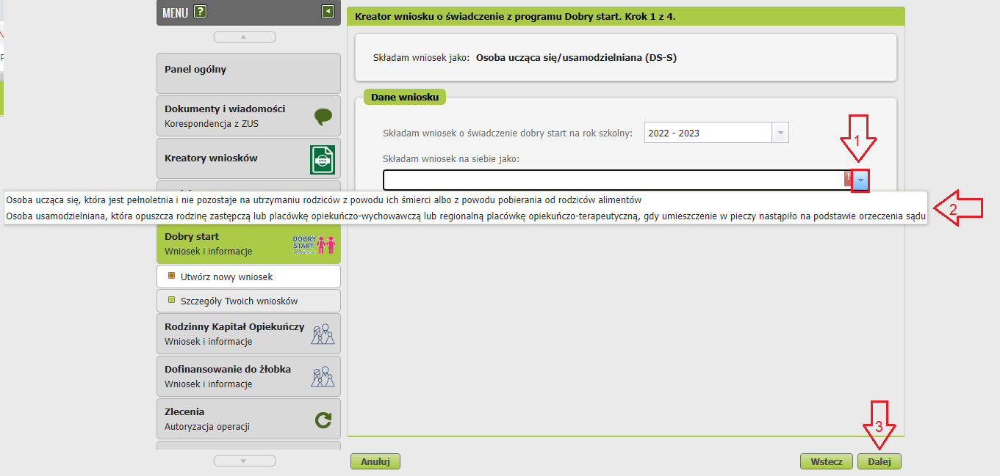 MENU ?
Kreator wniosku o świadczenie z programu Dobry start. Krok 1 z 4.
Panel ogólny
Dokumenty i wiadomości
Korespondencja z ZUS
Kreatory wniosków
Składam wniosek jako: Osoba ucząca się/usamodzielniana (DS-S)
Dane wniosku
Składam wniosek o świadczenie dobry start na rok szkolny: 2022 - 2023
1
Składam wniosek na siebie jako:
!
Osoba ucząca się, która jest pełnoletnia i nie pozostaje na utrzymaniu rodziców z powodu ich śmierci albo z powodu pobierania od rodziców alimentów
Osoba usamodzielniana, która opuszcza rodzinę zastępczą lub placówkę opiekuńczo-wychowawczą lub regionalną placówkę opiekuńczo-terapeutyczną, gdy umieszczenie w pieczy nastąpiło na podstawie orzeczenia sądu
2
Dobry start
Wniosek i informacje
DOBRY
START
Utwórz nowy wniosek
Szczegóły Twoich wniosków
Rodzinny Kapitał Opiekuńczy
Wniosek i informacje
Dofinansowanie do żłobka
Wniosek i informacje
Zlecenia
Autoryzacja operacji
3
Anuluj
Wstecz
Dalej